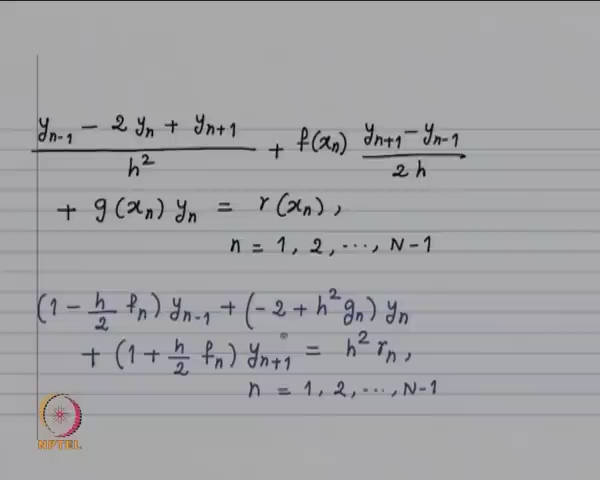 y_{n-1} - 2 y_n + y_{n+1} / h^2 + f(x_n) y_{n+1} - y_{n-1} / 2h
+ g(x_n) y_n = r(x_n),
n = 1, 2, ..., N-1
(1 - h/2 f_n) y_{n-1} + (-2 + h^2 g_n) y_n
+ (1 + h/2 f_n) y_{n+1} = h^2 r_n,
n = 1, 2, ..., N-1
NPTEL